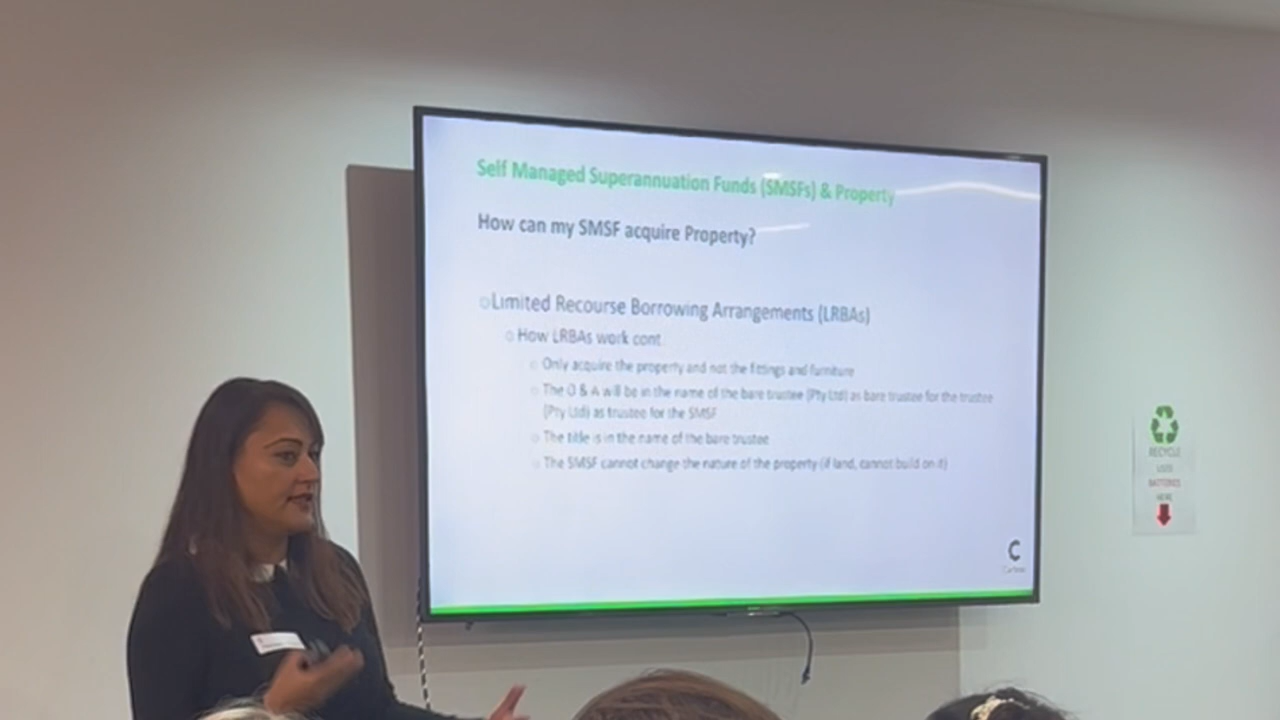 Self Managed Superannuation Funds (SMSFs) & Property
How can my SMSF acquire Property?
Limited Recourse Borrowing Arrangements (LRBAs)
How LRBAs work cont
Only acquire the property and not the fittings and furniture
The O & A will be in the name of the bare trustee (Pty Ltd) as bare trustee for the trustee
(Pty Ltd) as trustee for the SMSF
The title is in the name of the bare trustee
The SMSF cannot change the nature of the property (if land, cannot build on it)
C
RECYCLE
USED
BATTERIES
HERE